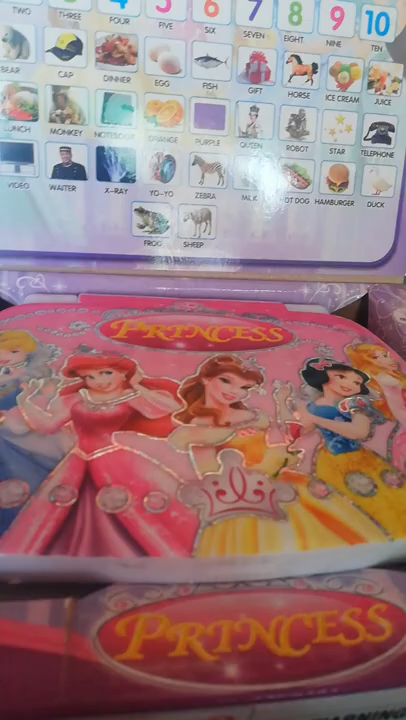 TWO THREE FOUR FIVE SIX SEVEN EIGHT NINE TEN
4 5 6 7 8 9 10
BEAR CAP DINNER EGG FISH GIFT HORSE ICE CREAM JUICE
LUNCH MONKEY NOTEBOOK ORANGE PURPLE QUEEN ROBOT STAR TELEPHONE
VIDEO WAITER X-RAY YO-YO ZEBRA MILK HOT DOG HAMBURGER DUCK
FROG SHEEP
PRINCESS
PRINCESS